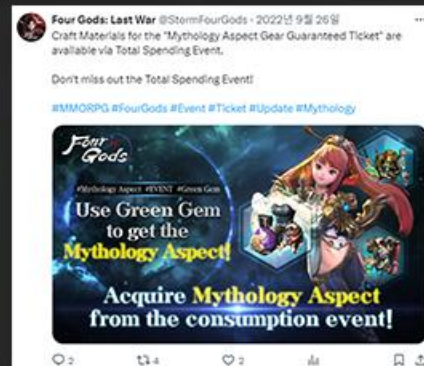 Four Gods: Last War @StormFourGods · 2022년 9월 26일 ···
Craft Materials for the "Mythology Aspect Gear Guaranteed Ticket" are
available via Total Spending Event.
Don't miss out the Total Spending Event!
#MMORPG #FourGods #Event #Ticket #Update #Mythology
Four Gods
#Mythology Aspect #EVENT #Green Gem
Use Green Gem
to get the
Mythology Aspect!
Acquire Mythology Aspect
from the consumption event!
2 4 2